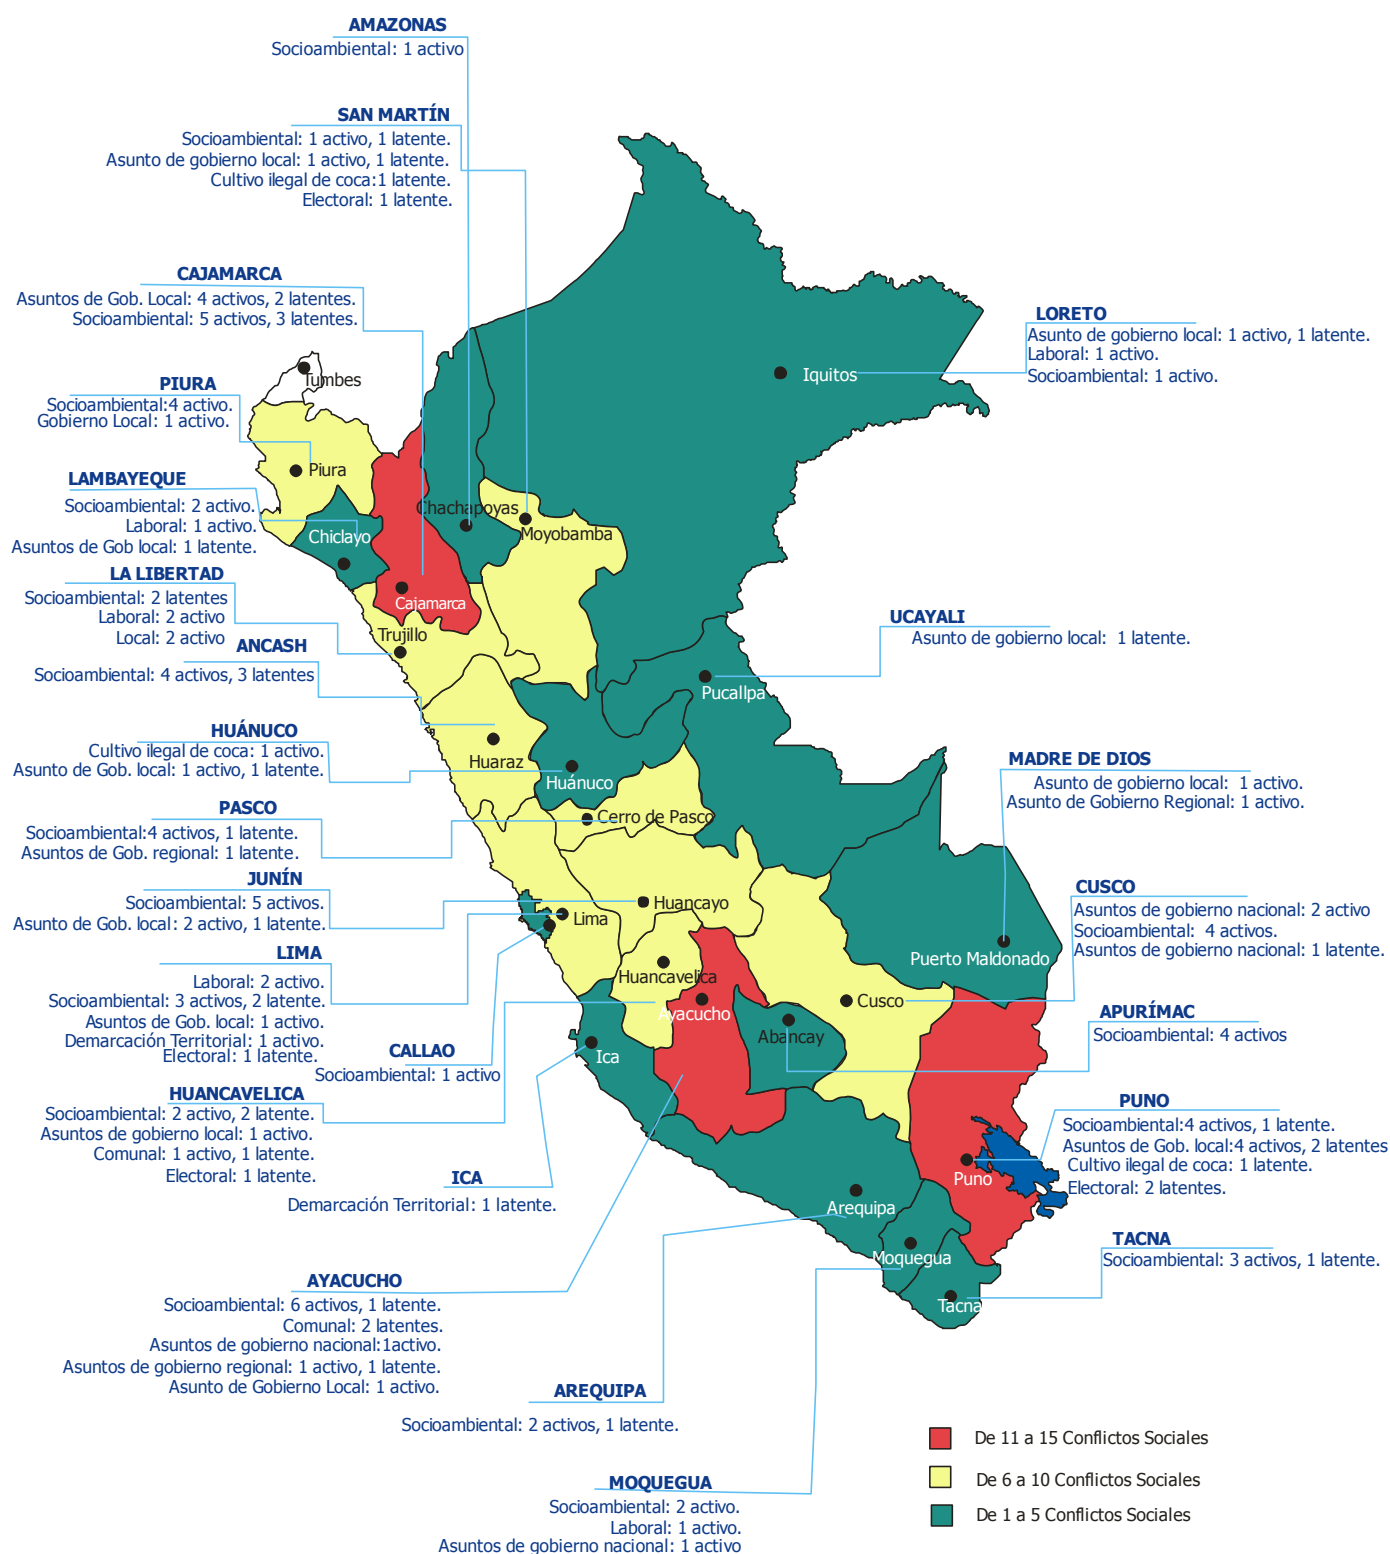 AMAZONAS
Socioambiental: 1 activo
SAN MARTÍN
Socioambiental: 1 activo, 1 latente.
Asunto de gobierno local: 1 activo, 1 latente.
Cultivo ilegal de coca:1 latente.
Electoral: 1 latente.
CAJAMARCA
Asuntos de Gob. Local: 4 activos, 2 latentes.
Socioambiental: 5 activos, 3 latentes.
LORETO
Asunto de gobierno local: 1 activo, 1 latente.
Laboral: 1 activo.
Socioambiental: 1 activo.
PIURA
Socioambiental:4 activo.
Gobierno Local: 1 activo.
LAMBAYEQUE
Socioambiental: 2 activo.
Laboral: 1 activo.
Asuntos de Gob local: 1 latente.
LA LIBERTAD
Socioambiental: 2 latentes
Laboral: 2 activo
Local: 2 activo
ANCASH
Socioambiental: 4 activos, 3 latentes
HUÁNUCO
Cultivo ilegal de coca: 1 activo.
Asunto de Gob. local: 1 activo, 1 latente.
PASCO
Socioambiental:4 activos, 1 latente.
Asuntos de Gob. regional: 1 latente.
JUNÍN
Socioambiental: 5 activos.
Asunto de Gob. local: 2 activo, 1 latente.
LIMA
Laboral: 2 activo.
Socioambiental: 3 activos, 2 latente.
Asuntos de Gob. local: 1 activo.
Demarcación Territorial: 1 activo.
Electoral: 1 latente.
CALLAO
Socioambiental: 1 activo
HUANCAVELICA
Socioambiental: 2 activo, 2 latente.
Asuntos de gobierno local: 1 activo.
Comunal: 1 activo, 1 latente.
Electoral: 1 latente.
ICA
Demarcación Territorial: 1 latente.
AYACUCHO
Socioambiental: 6 activos, 1 latente.
Comunal: 2 latentes.
Asuntos de gobierno nacional:1activo.
Asuntos de gobierno regional: 1 activo, 1 latente.
Asunto de Gobierno Local: 1 activo.
AREQUIPA
Socioambiental: 2 activos, 1 latente.
MOQUEGUA
Socioambiental: 2 activo.
Laboral: 1 activo.
Asuntos de gobierno nacional: 1 activo
UCAYALI
Asunto de gobierno local: 1 latente.
MADRE DE DIOS
Asunto de gobierno local: 1 activo.
Asunto de Gobierno Regional: 1 activo.
CUSCO
Asuntos de gobierno nacional: 2 activo
Socioambiental: 4 activos.
Asuntos de gobierno nacional: 1 latente.
APURÍMAC
Socioambiental: 4 activos
PUNO
Socioambiental:4 activos, 1 latente.
Asuntos de Gob. local:4 activos, 2 latentes
Cultivo ilegal de coca: 1 latente.
Electoral: 2 latentes.
TACNA
Socioambiental: 3 activos, 1 latente.
Tumbes
Iquitos
Piura
Chachapoyas
Moyobamba
Chiclayo
Cajamarca
Trujillo
Pucallpa
Huaraz
Huánuco
Cerro de Pasco
Huancayo
Lima
Puerto Maldonado
Huancavelica
Cusco
Ayacucho
Abancay
Ica
Puno
Arequipa
Moquegua
Tacna
De 11 a 15 Conflictos Sociales
De 6 a 10 Conflictos Sociales
De 1 a 5 Conflictos Sociales